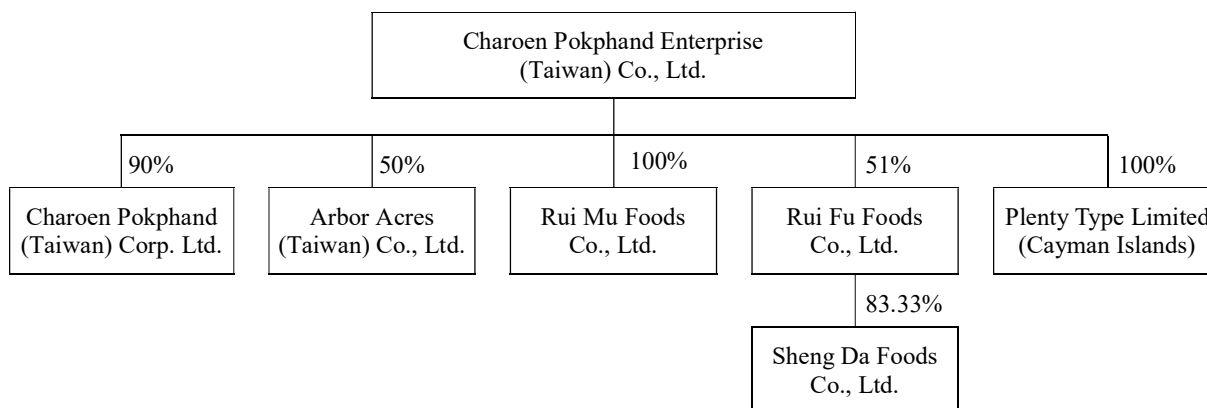 Charoen Pokphand Enterprise
(Taiwan) Co., Ltd.
90%
50%
100%
51%
100%
Charoen Pokphand
(Taiwan) Corp. Ltd.
Arbor Acres
(Taiwan) Co., Ltd.
Rui Mu Foods
Co., Ltd.
Rui Fu Foods
Co., Ltd.
Plenty Type Limited
(Cayman Islands)
83.33%
Sheng Da Foods
Co., Ltd.